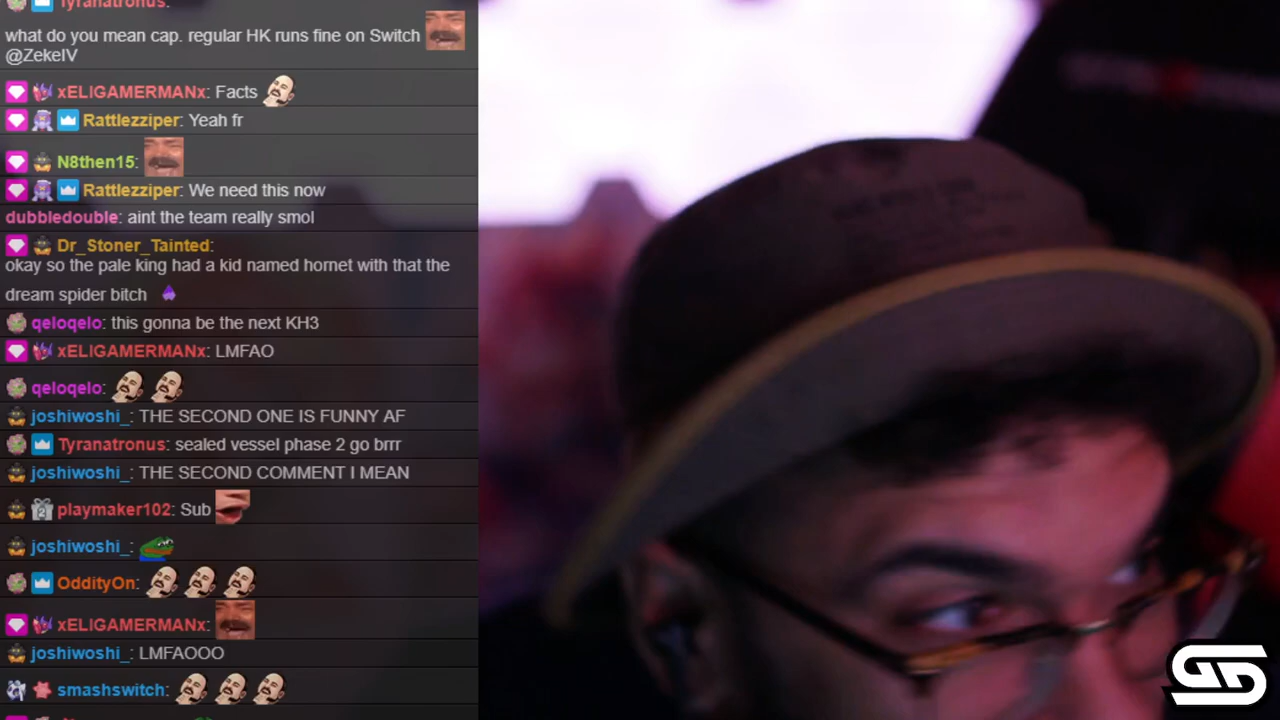 Tyranatronus:
what do you mean cap. regular HK runs fine on Switch
@ZekeIV
xELIGAMERMANx: Facts
Rattlezziper: Yeah fr
N8then15:
Rattlezziper: We need this now
dubbledouble: aint the team really smol
Dr_Stoner_Tainted:
okay so the pale king had a kid named hornet with that the
dream spider bitch
qeloqelo: this gonna be the next KH3
xELIGAMERMANx: LMFAO
qeloqelo:
joshiwoshi_: THE SECOND ONE IS FUNNY AF
Tyranatronus: sealed vessel phase 2 go brrr
joshiwoshi_: THE SECOND COMMENT I MEAN
playmaker102: Sub
joshiwoshi_:
OddityOn:
xELIGAMERMANx:
joshiwoshi_: LMFAOOO
smashswitch: